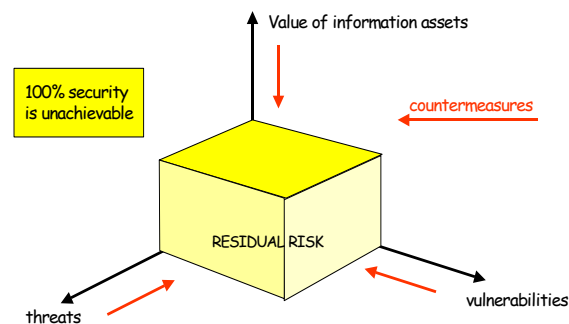 Value of information assets
100% security
is unachievable
countermeasures
RESIDUAL RISK
threats
vulnerabilities